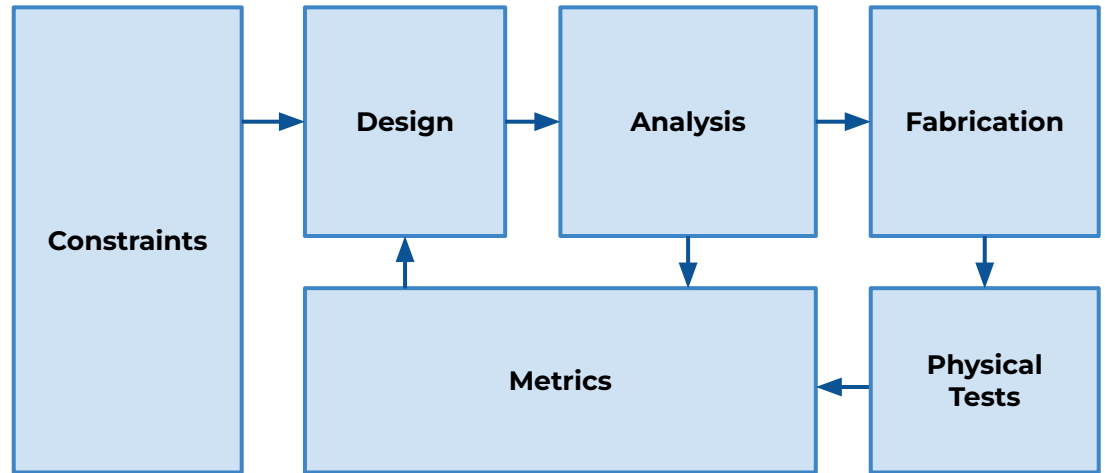 Constraints
Design
Analysis
Fabrication
Metrics
Physical
Tests